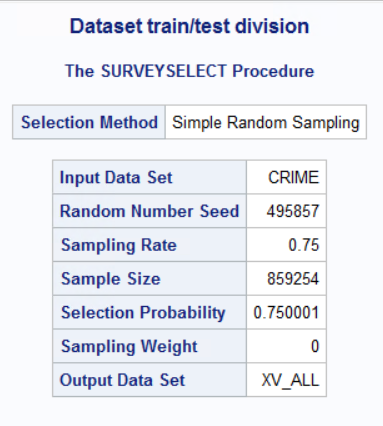 Dataset train/test division
The SURVEYSELECT Procedure
Selection Method Simple Random Sampling
Input Data Set CRIME
Random Number Seed 495857
Sampling Rate 0.75
Sample Size 859254
Selection Probability 0.750001
Sampling Weight 0
Output Data Set XV_ALL